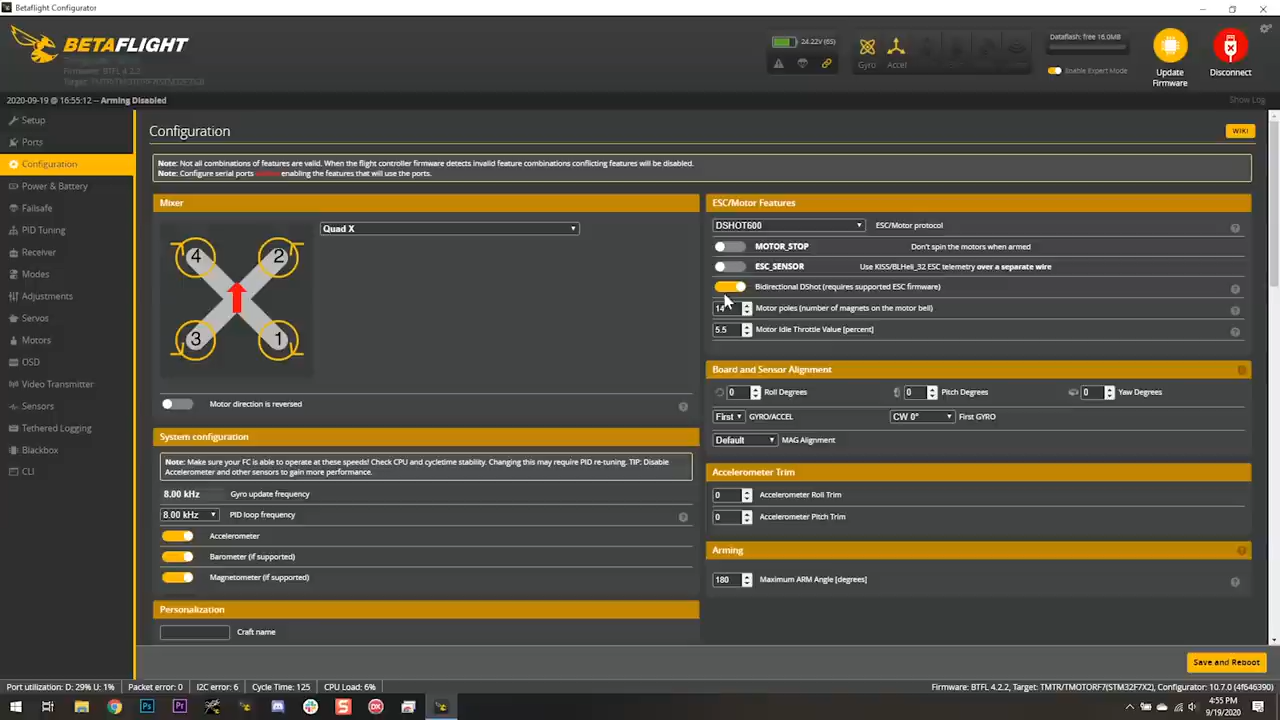 Betaflight Configurator
BETAFLIGHT
Firmware: BTFL 4.2.2
Target: TMTR/TMOTORF7(STM32F7X2)
24.22V (6S)
Gyro
Accel
Dataflash: free 16.0MB
Enable Expert Mode
Update
Firmware
Disconnect
2020-09-19 @ 16:55:12 -- Arming Disabled
Show Log
Setup
Ports
Configuration
Power & Battery
Failsafe
PID Tuning
Receiver
Modes
Adjustments
Servos
Motors
OSD
Video Transmitter
Sensors
Tethered Logging
Blackbox
CLI
Configuration
WIKI
Note: Not all combinations of features are valid. When the flight controller firmware detects invalid feature combinations conflicting features will be disabled.
Note: Configure serial ports before enabling the features that will use the ports.
Mixer
Quad X
4
2
3
1
Motor direction is reversed
System configuration
Note: Make sure your FC is able to operate at these speeds! Check CPU and cycletime stability. Changing this may require PID re-tuning. TIP: Disable
Accelerometer and other sensors to gain more performance.
8.00 kHz Gyro update frequency
8.00 kHz PID loop frequency
Accelerometer
Barometer (if supported)
Magnetometer (if supported)
Personalization
Craft name
ESC/Motor Features
DSHOT600 ESC/Motor protocol
MOTOR_STOP Don't spin the motors when armed
ESC_SENSOR Use KISS/BLHeli_32 ESC telemetry over a separate wire
Bidirectional DShot (requires supported ESC firmware)
14 Motor poles (number of magnets on the motor bell)
5.5 Motor Idle Throttle Value [percent]
Board and Sensor Alignment
0 Roll Degrees 0 Pitch Degrees 0 Yaw Degrees
First GYRO/ACCEL CW 0° First GYRO
Default MAG Alignment
Accelerometer Trim
0 Accelerometer Roll Trim
0 Accelerometer Pitch Trim
Arming
180 Maximum ARM Angle [degrees]
Save and Reboot
Port utilization: D: 29% U: 1% Packet error: 0 I2C error: 6 Cycle Time: 125 CPU Load: 6% Firmware: BTFL 4.2.2, Target: TMTR/TMOTORF7(STM32F7X2), Configurator: 10.7.0 (4f646390)
4:55 PM
9/19/2020